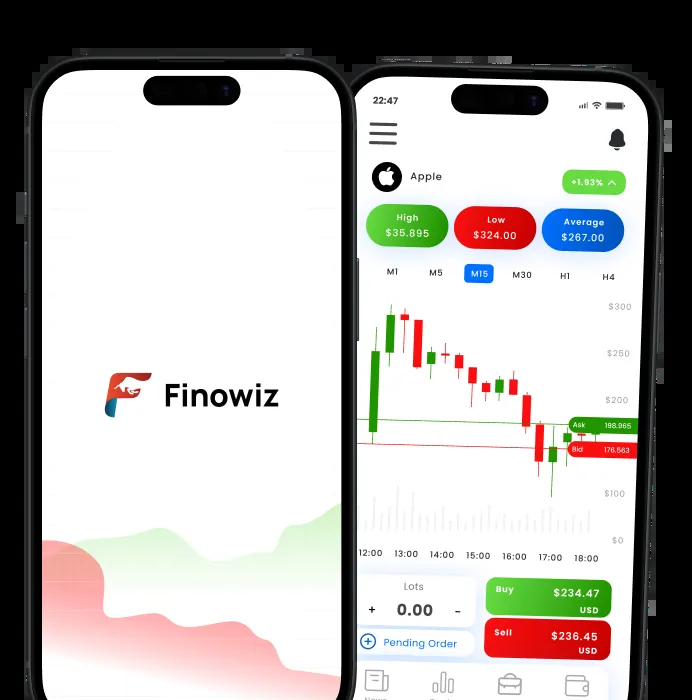 Finowiz
22:47
Apple
+1.93%
High
$35.895
Low
$324.00
Average
$267.00
M1 M5 M15 M30 H1 H4
$300
$250
$200
Ask 198.965
Bid 176.563
$100
$0
12:00 13:00 14:00 15:00 16:00 17:00 18:00
Lots
+ 0.00 -
Pending Order
Buy $234.47
USD
Sell $236.45
USD